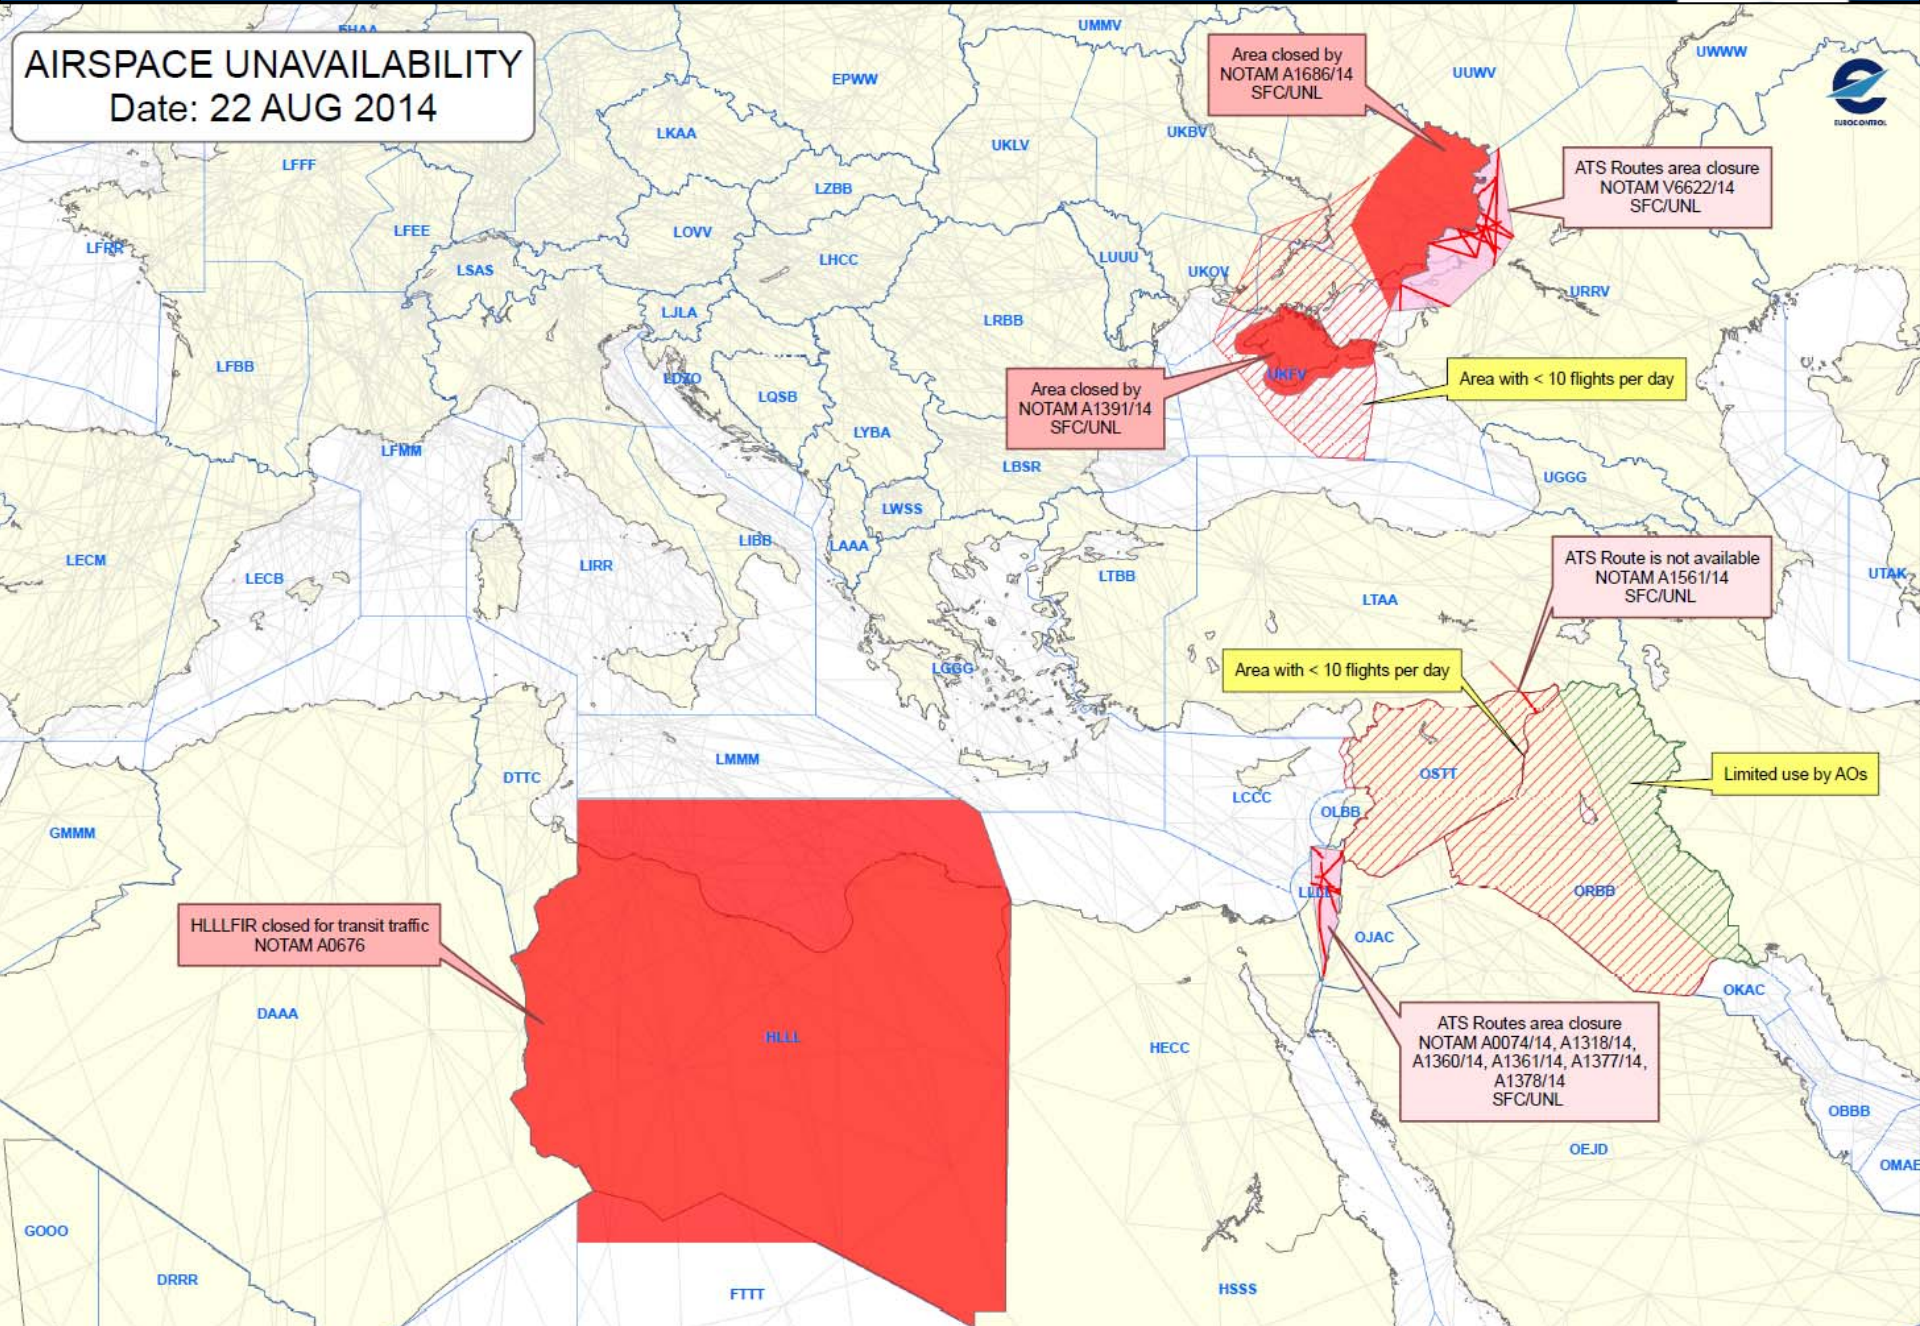 AIRSPACE UNAVAILABILITY
Date: 22 AUG 2014
EHAA
UMMV
UWWW
EPWW
UUWV
Area closed by
NOTAM A1686/14
SFC/UNL
EUROCONTROL
LKAA
UKLV
UKBV
LFFF
LZBB
ATS Routes area closure
NOTAM V6622/14
SFC/UNL
LFEE
LOVV
LFRR
LSAS
LHCC
LUUU
UKOV
URRV
LJLA
LRBB
LFBB
LDZO
LQSB
UKFV
Area with < 10 flights per day
Area closed by
NOTAM A1391/14
SFC/UNL
LYBA
LFMM
LBSR
UGGG
LWSS
LECM
LIBB
LAAA
LECB
LIRR
LTBB
LTAA
UTAK
ATS Route is not available
NOTAM A1561/14
SFC/UNL
LGGG
Area with < 10 flights per day
LMMM
DTTC
OSTT
Limited use by AOs
LCCC
OLBB
GMMM
LLLL
ORBB
HLLLFIR closed for transit traffic
NOTAM A0676
OJAC
OKAC
DAAA
HLLL
HECC
ATS Routes area closure
NOTAM A0074/14, A1318/14,
A1360/14, A1361/14, A1377/14,
A1378/14
SFC/UNL
OBBB
OEJD
OMAE
GOOO
DRRR
FTTT
HSSS